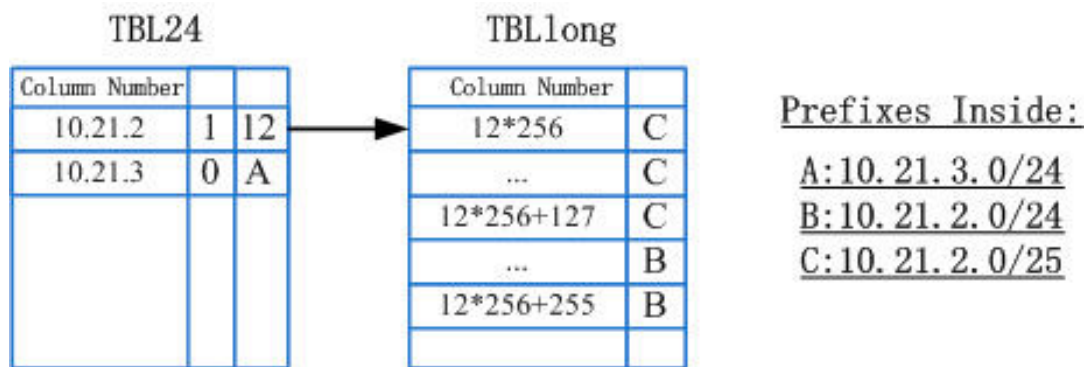 TBL24
Column Number
10.21.2 1 12
10.21.3 0 A
TBLlong
Column Number
12*256 C
... C
12*256+127 C
... B
12*256+255 B
Prefixes Inside:
A:10.21.3.0/24
B:10.21.2.0/24
C:10.21.2.0/25